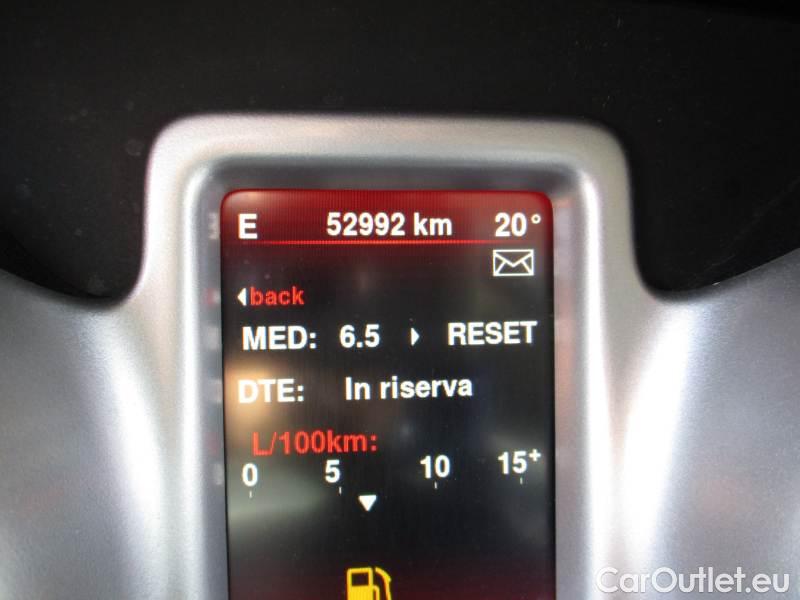 E 52992 km 20°
back
MED: 6.5 RESET
DTE: In riserva
L/100km:
0 5 10 15+
CarOutlet.eu